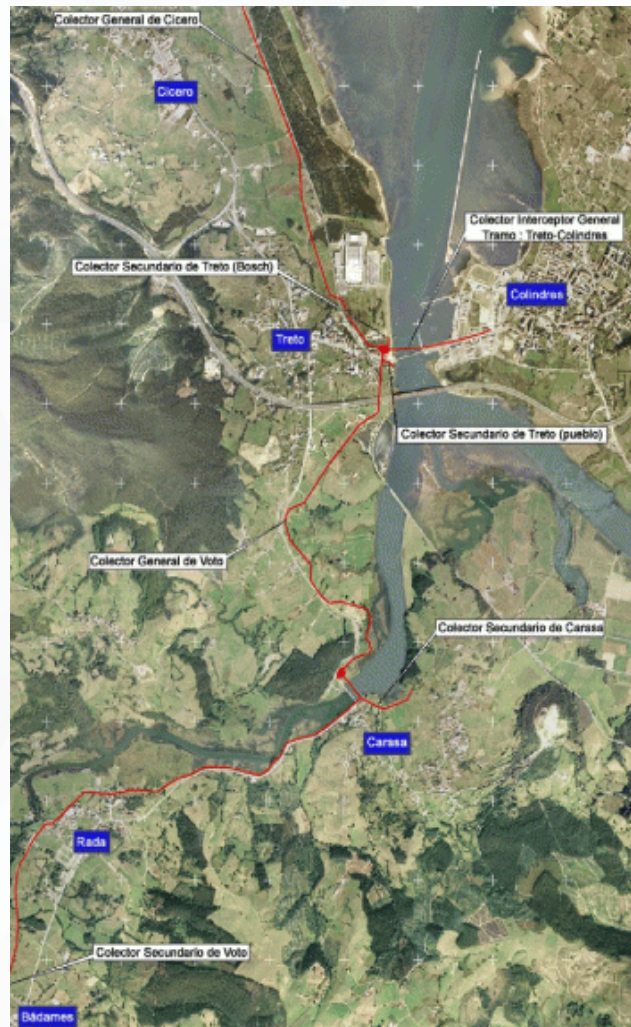 Colector General de Cicero
Cicero
Colector Interceptor General
Tramo : Treto-Colindres
Colector Secundario de Treto (Bosch)
Colindres
Treto
Colector Secundario de Treto (pueblo)
Colector General de Voto
Colector Secundario de Carasa
Carasa
Rada
Colector Secundario de Voto
Bádames